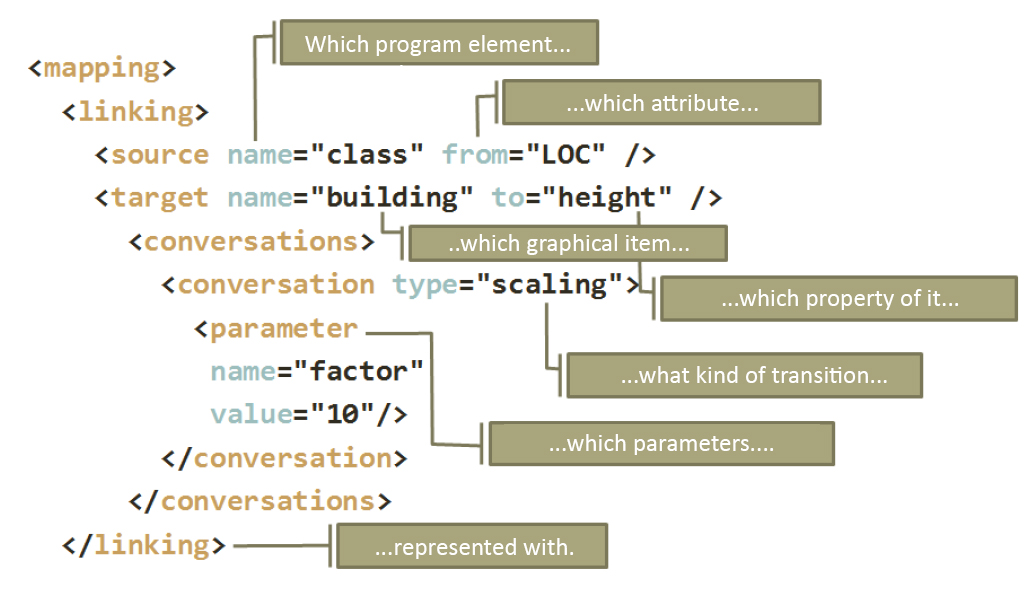 Which program element...
<mapping>
...which attribute...
<linking>
<source name="class" from="LOC" />
<target name="building" to="height" />
<conversations>
..which graphical item...
<conversation type="scaling">
...which property of it...
<parameter
name="factor"
...what kind of transition...
value="10"/>
...which parameters....
</conversation>
</conversations>
</linking>
...represented with.